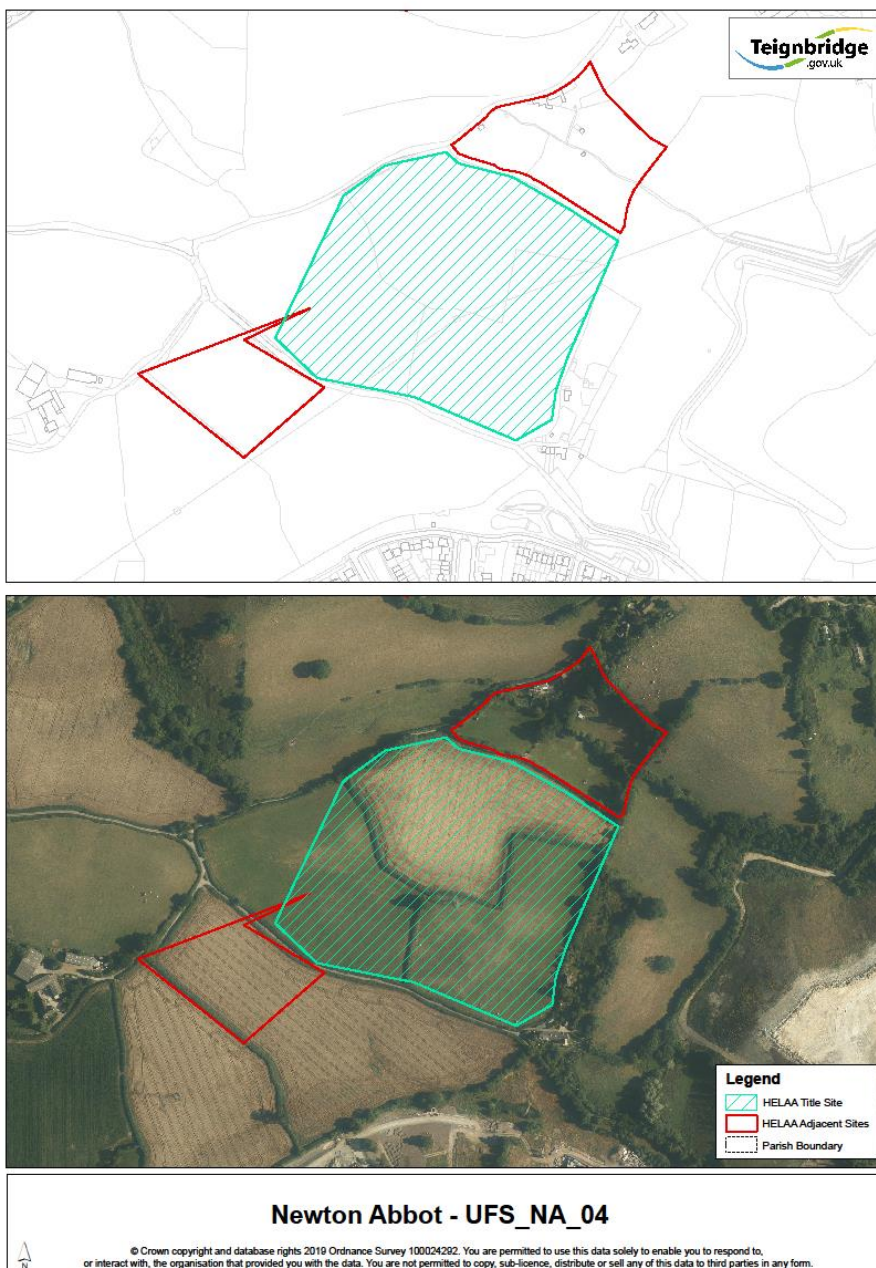 Teignbridge
.gov.uk
Legend
HELAA Title Site
HELAA Adjacent Sites
Parish Boundary
Newton Abbot - UFS_NA_04
N
© Crown copyright and database rights 2019 Ordnance Survey 100024292. You are permitted to use this data solely to enable you to respond to,
or interact with, the organisation that provided you with the data. You are not permitted to copy, sub-licence, distribute or sell any of this data to third parties in any form.